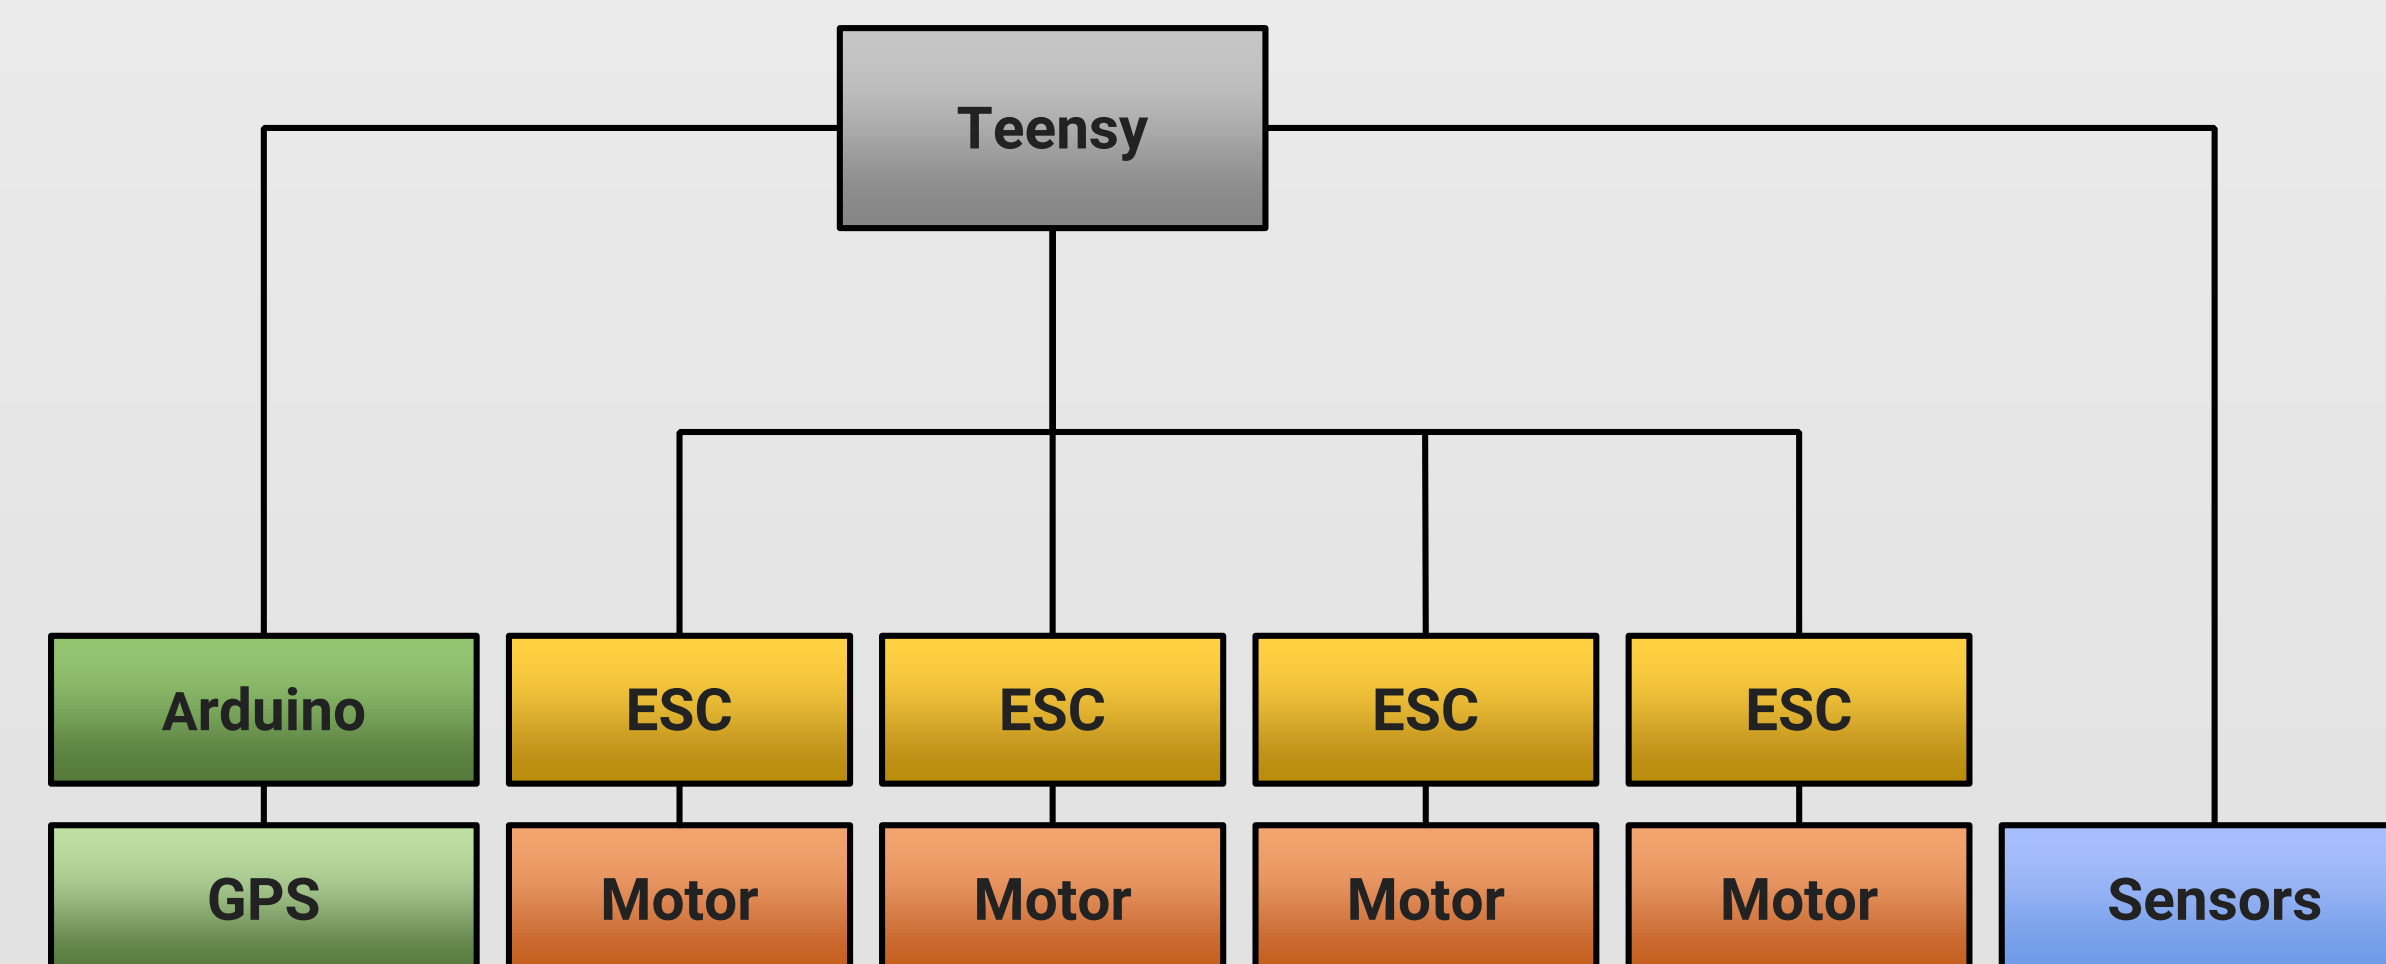 Teensy
Arduino
ESC
ESC
ESC
ESC
GPS
Motor
Motor
Motor
Motor
Sensors